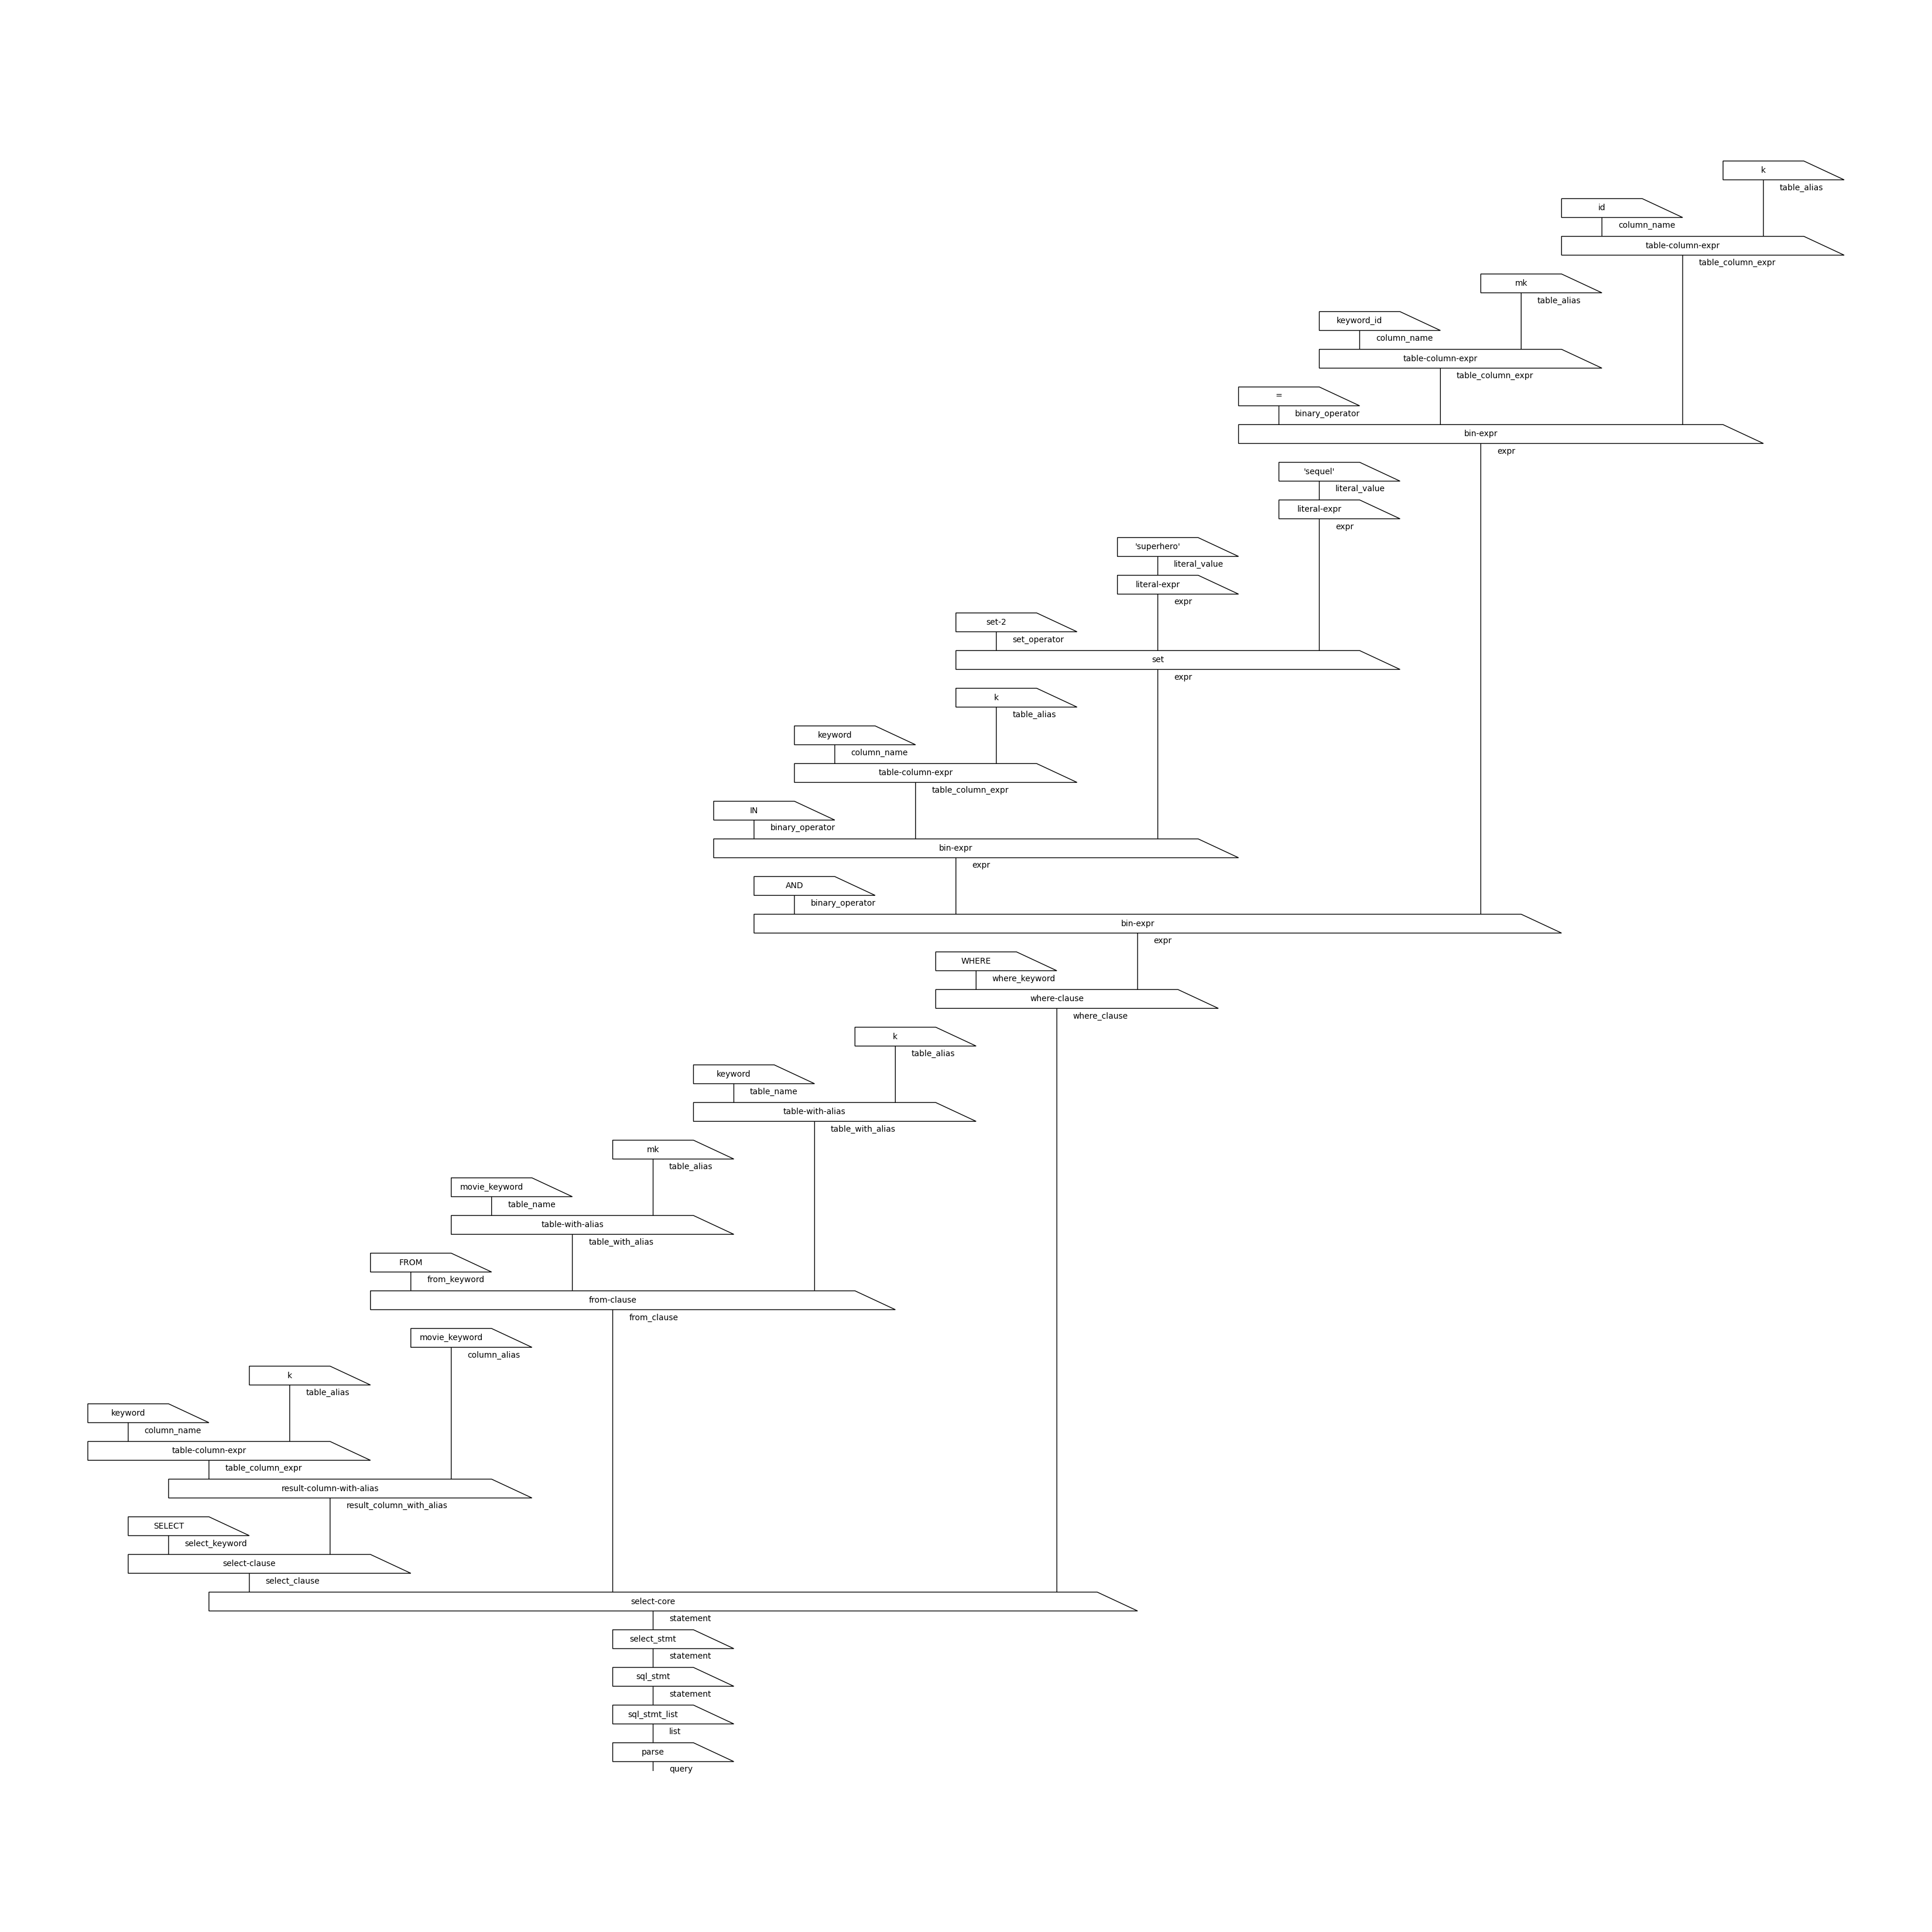 k
table_alias
id
column_name
table-column-expr
table_column_expr
mk
table_alias
keyword_id
column_name
table-column-expr
table_column_expr
=
binary_operator
bin-expr
expr
'sequel'
literal_value
literal-expr
expr
'superhero'
literal_value
literal-expr
expr
set-2
set_operator
set
expr
k
table_alias
keyword
column_name
table-column-expr
table_column_expr
IN
binary_operator
bin-expr
expr
AND
binary_operator
bin-expr
expr
WHERE
where_keyword
where-clause
where_clause
k
table_alias
keyword
table_name
table-with-alias
table_with_alias
mk
table_alias
movie_keyword
table_name
table-with-alias
table_with_alias
FROM
from_keyword
from-clause
from_clause
movie_keyword
column_alias
k
table_alias
keyword
column_name
table-column-expr
table_column_expr
result-column-with-alias
result_column_with_alias
SELECT
select_keyword
select-clause
select_clause
select-core
statement
select_stmt
statement
sql_stmt
statement
sql_stmt_list
list
parse
query